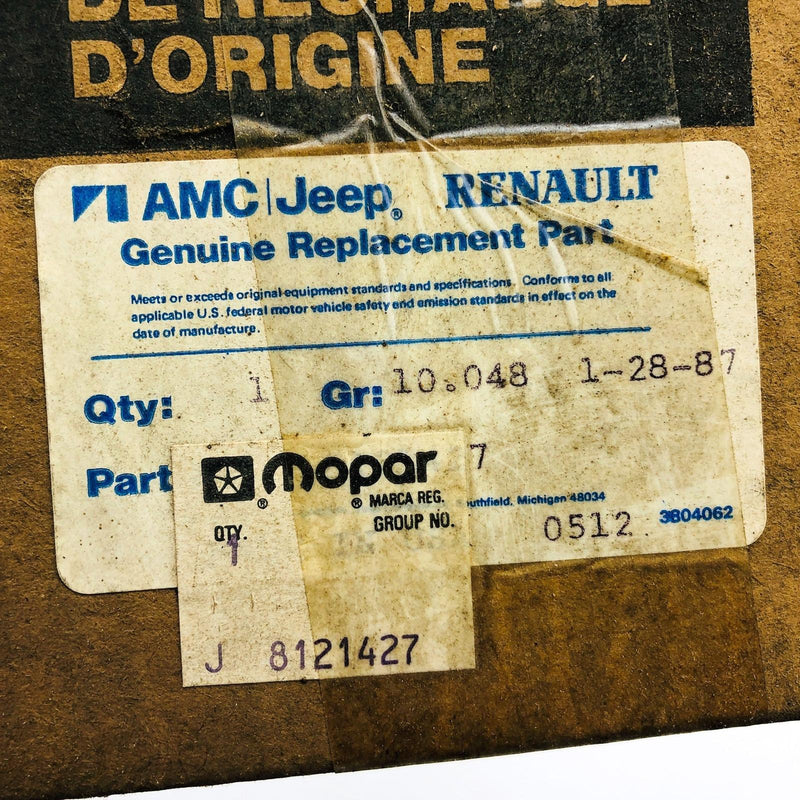 DE RECHANGE
D'ORIGINE
AMC | Jeep® RENAULT
Genuine Replacement Part
Meets or exceeds original equipment standards and specifications. Conforms to all
applicable U.S. federal motor vehicle safety and emission standards in effect on the
date of manufacture.
Qty: 1 Gr: 10.048 1-28-87
Part 7
Southfield, Michigan 48034
0512 3804062
® mopar
® MARCA REG.
QTY. GROUP NO.
1
J 8121427